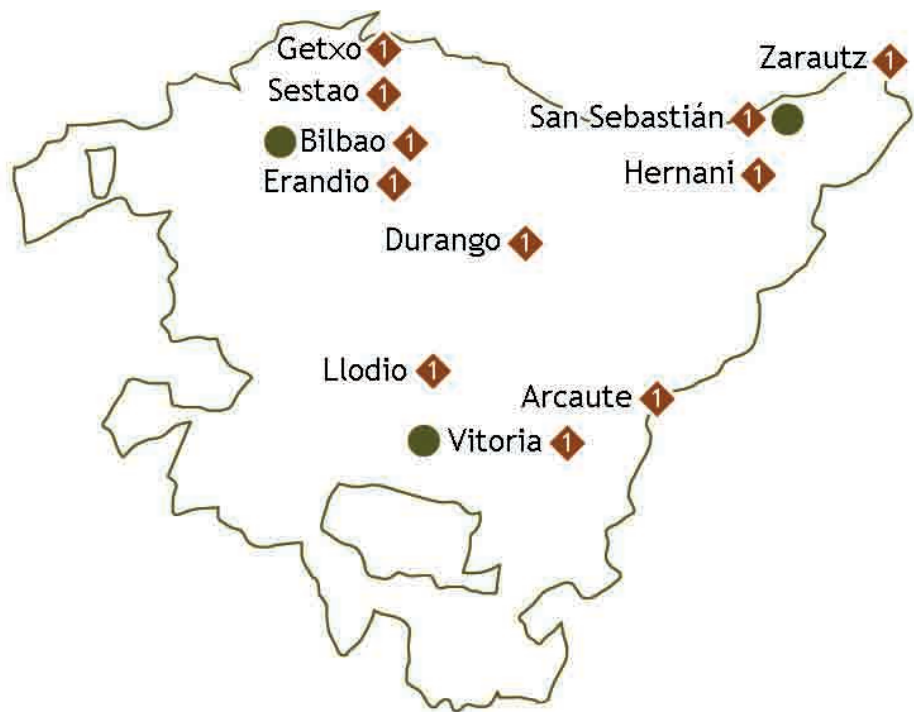 Getxo 1
Zarautz 1
Sestao 1
San Sebastián 1
Bilbao 1
Hernani 1
Erandio 1
Durango 1
Llodio 1
Arcaute 1
Vitoria 1